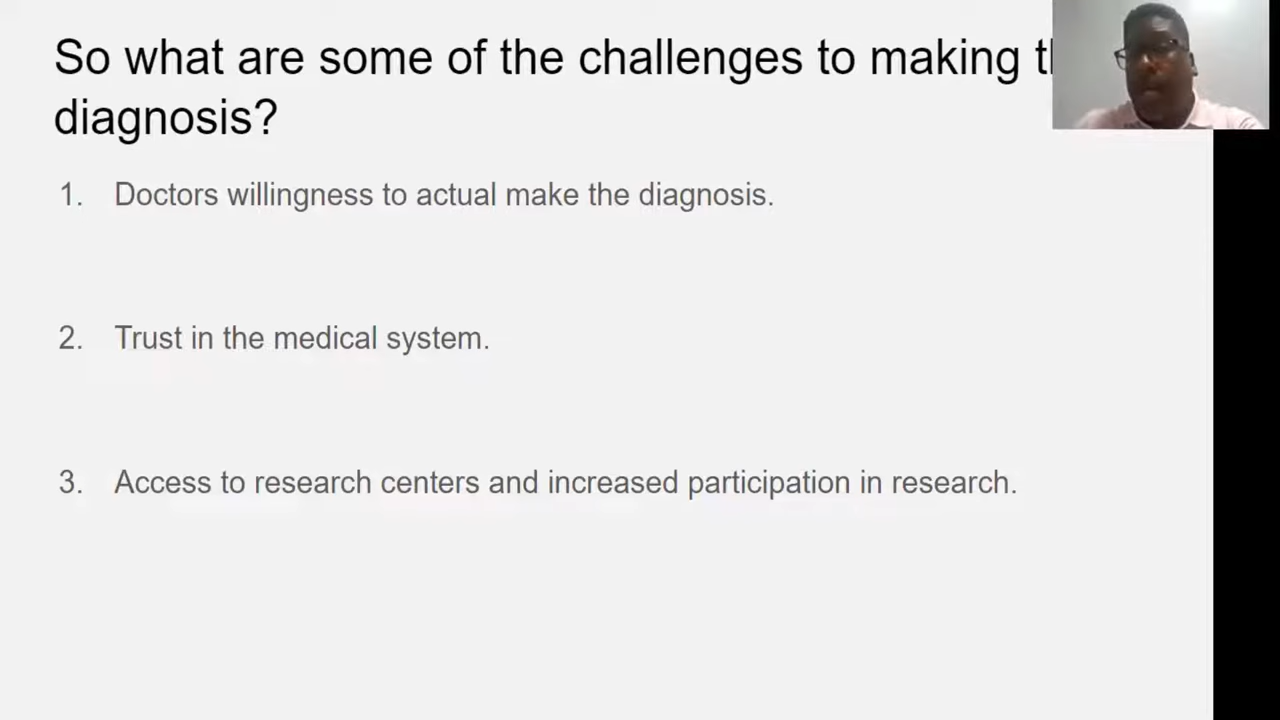 So what are some of the challenges to making
diagnosis?
1. Doctors willingness to actual make the diagnosis.
2. Trust in the medical system.
3. Access to research centers and increased participation in research.